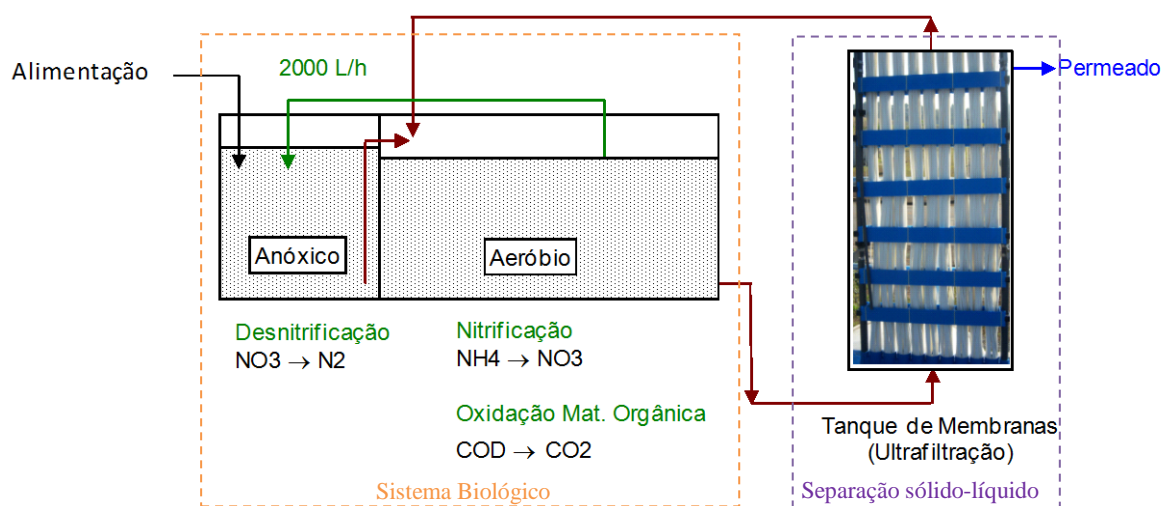 Alimentação
2000 L/h
Permeado
Anóxico
Aeróbio
Desnitrificação
NO3 → N2
Nitrificação
NH4 → NO3
Oxidação Mat. Orgânica
COD → CO2
Sistema Biológico
Tanque de Membranas
(Ultrafiltração)
Separação sólido-líquido